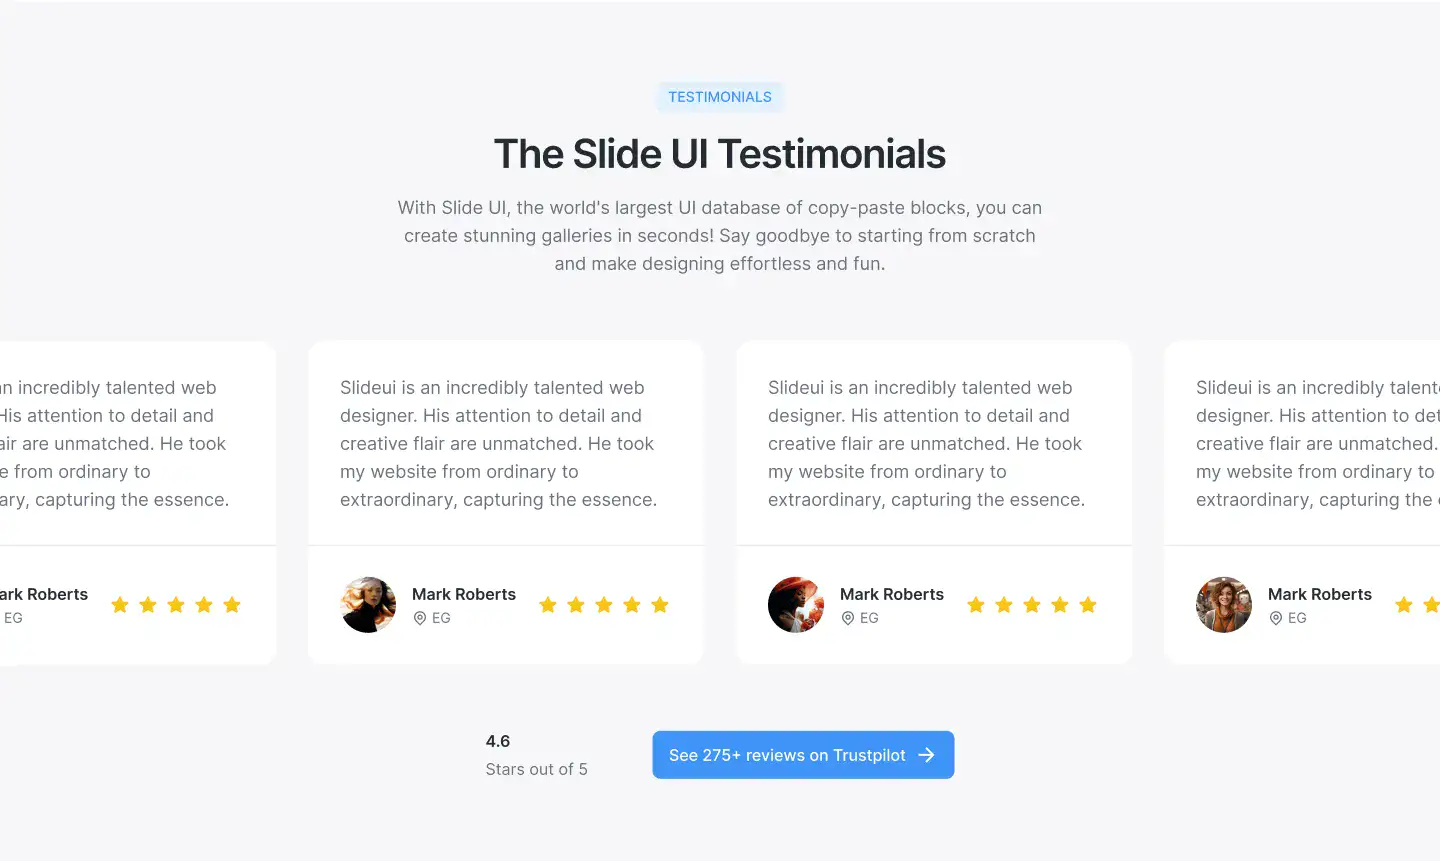 TESTIMONIALS
The Slide UI Testimonials
With Slide UI, the world's largest UI database of copy-paste blocks, you can
create stunning galleries in seconds! Say goodbye to starting from scratch
and make designing effortless and fun.
incredibly talented web
His attention to detail and
are unmatched. He took
from ordinary to
capturing the essence.
Roberts
EG
Slideui is an incredibly talented web
designer. His attention to detail and
creative flair are unmatched. He took
my website from ordinary to
extraordinary, capturing the essence.
Mark Roberts
EG
Slideui is an incredibly talented web
designer. His attention to detail and
creative flair are unmatched. He took
my website from ordinary to
extraordinary, capturing the essence.
Mark Roberts
EG
Slideui is an incredibly
designer. His attention to
creative flair are unmatched.
my website from ordinary to
extraordinary, capturing the
Mark Roberts
EG
4.6
Stars out of 5
See 275+ reviews on Trustpilot